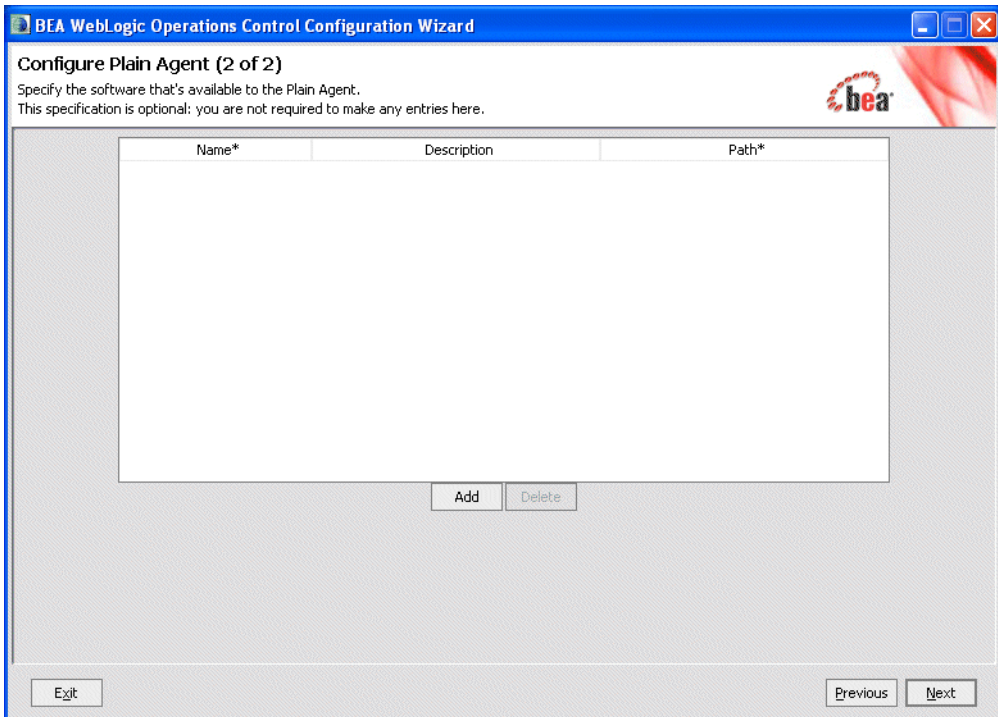 BEA WebLogic Operations Control Configuration Wizard
Configure Plain Agent (2 of 2)
Specify the software that's available to the Plain Agent.
This specification is optional: you are not required to make any entries here.
bea
Name* Description Path*
Add Delete
Exit Previous Next